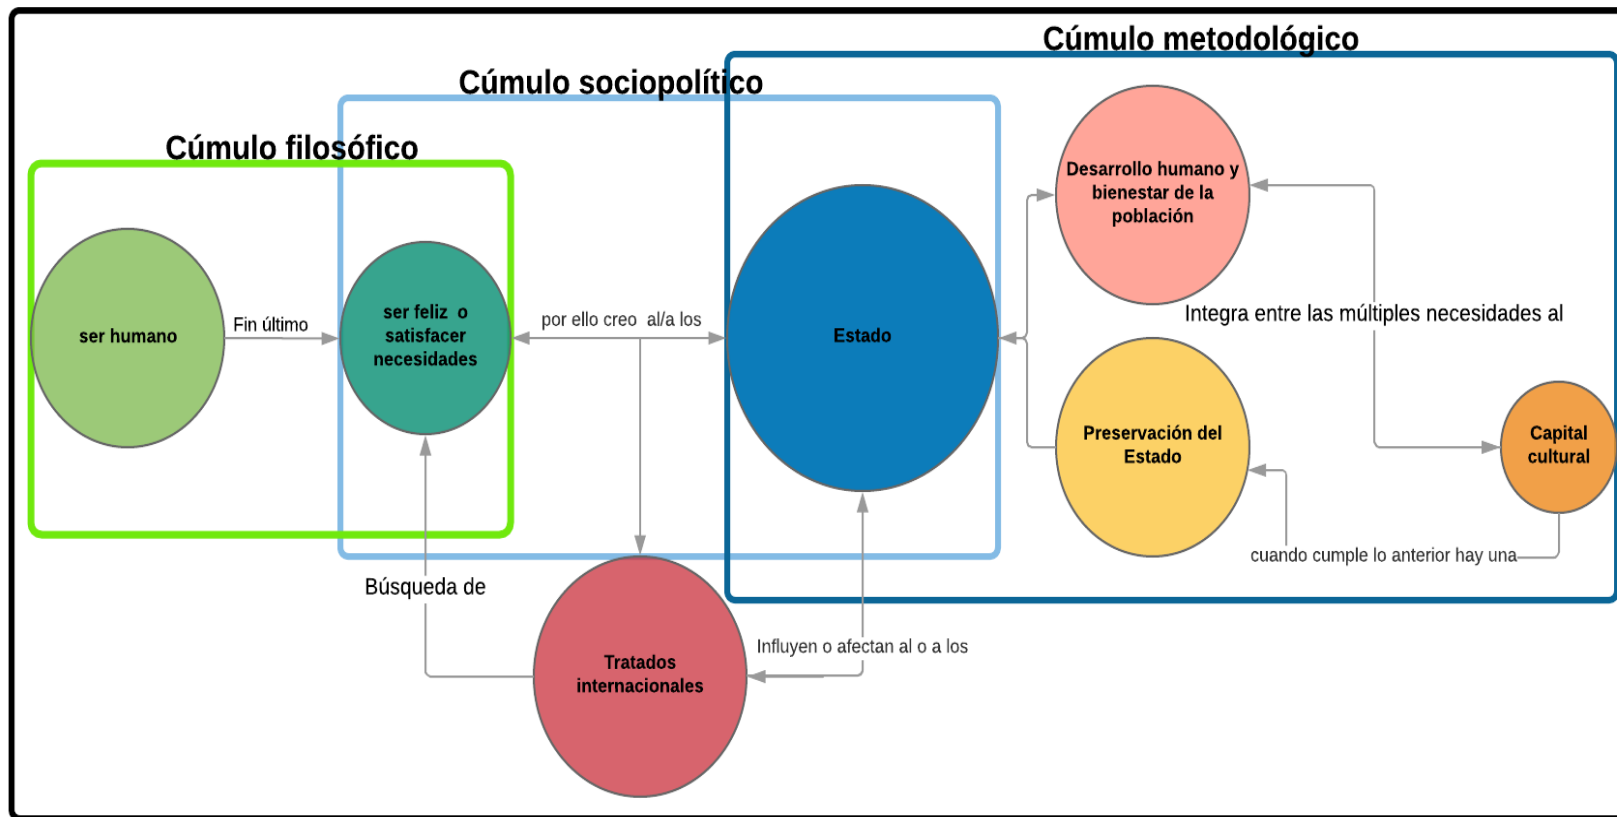 Cúmulo metodológico
Cúmulo sociopolítico
Cúmulo filosófico
ser humano
Fin último
ser feliz o
satisfacer
necesidades
por ello creo al/a los
Estado
Desarrollo humano y
bienestar de la
población
Integra entre las múltiples necesidades al
Preservación del
Estado
Capital
cultural
cuando cumple lo anterior hay una
Búsqueda de
Tratados
internacionales
Influyen o afectan al o a los